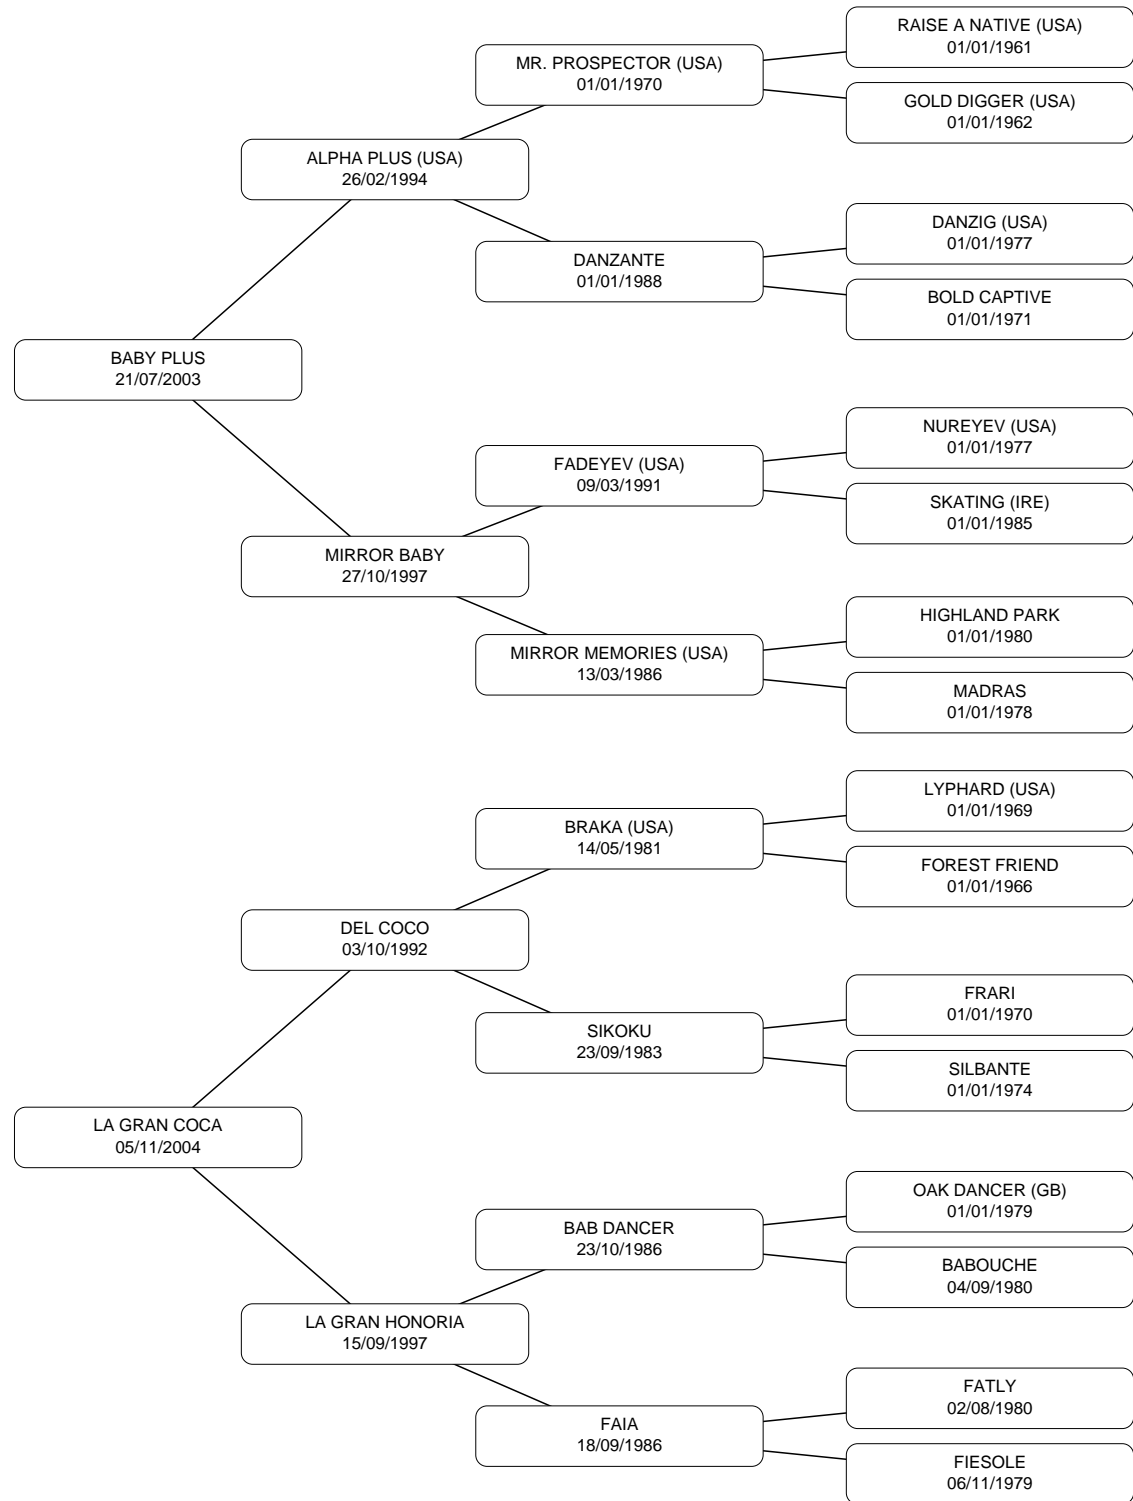 RAISE A NATIVE (USA)
01/01/1961
MR. PROSPECTOR (USA)
01/01/1970
GOLD DIGGER (USA)
01/01/1962
ALPHA PLUS (USA)
26/02/1994
DANZIG (USA)
01/01/1977
DANZANTE
01/01/1988
BOLD CAPTIVE
01/01/1971
BABY PLUS
21/07/2003
NUREYEV (USA)
01/01/1977
FADEYEV (USA)
09/03/1991
SKATING (IRE)
01/01/1985
MIRROR BABY
27/10/1997
HIGHLAND PARK
01/01/1980
MIRROR MEMORIES (USA)
13/03/1986
MADRAS
01/01/1978
LYPHARD (USA)
01/01/1969
BRAKA (USA)
14/05/1981
FOREST FRIEND
01/01/1966
DEL COCO
03/10/1992
FRARI
01/01/1970
SIKOKU
23/09/1983
SILBANTE
01/01/1974
LA GRAN COCA
05/11/2004
OAK DANCER (GB)
01/01/1979
BAB DANCER
23/10/1986
BABOUCHE
04/09/1980
LA GRAN HONORIA
15/09/1997
FATLY
02/08/1980
FAIA
18/09/1986
FIESOLE
06/11/1979